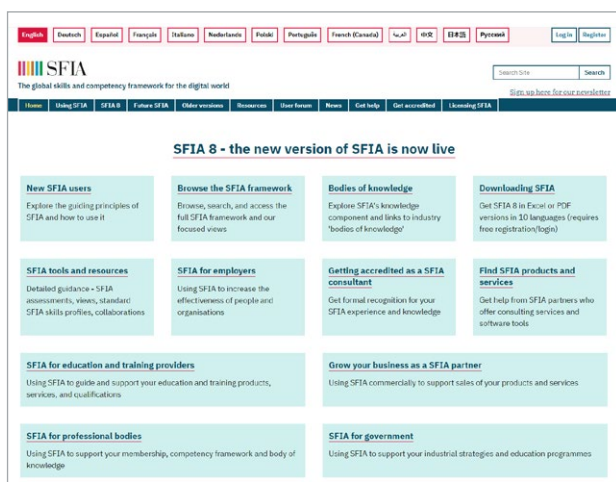 English Deutsch Español Français Italiano Nederlands Polski Português French (Canada) العربية 中文 日本語 Русский Log in Register
SFIA
The global skills and competency framework for the digital world
Search Site Search
Sign up here for our newsletter
Home Using SFIA SFIA 8 Future SFIA Older versions Resources User forum News Get help Get accredited Licensing SFIA
SFIA 8 - the new version of SFIA is now live
New SFIA users
Explore the guiding principles of
SFIA and how to use it
Browse the SFIA framework
Browse, search, and access the
full SFIA framework and our
focused views
Bodies of knowledge
Explore SFIA's knowledge
component and links to industry
'bodies of knowledge'
Downloading SFIA
Get SFIA 8 in Excel or PDF
versions in 10 languages (requires
free registration/login)
SFIA tools and resources
Detailed guidance - SFIA
assessments, views, standard
SFIA skills profiles, collaborations
SFIA for employers
Using SFIA to increase the
effectiveness of people and
organisations
Getting accredited as a SFIA
consultant
Get formal recognition for your
SFIA experience and knowledge
Find SFIA products and
services
Get help from SFIA partners who
offer consulting services and
software tools
SFIA for education and training providers
Using SFIA to guide and support your education and training products,
services, and qualifications
Grow your business as a SFIA partner
Using SFIA commercially to support sales of your products and services
SFIA for professional bodies
Using SFIA to support your membership, competency framework and body of
knowledge
SFIA for government
Using SFIA to support your industrial strategies and education programmes